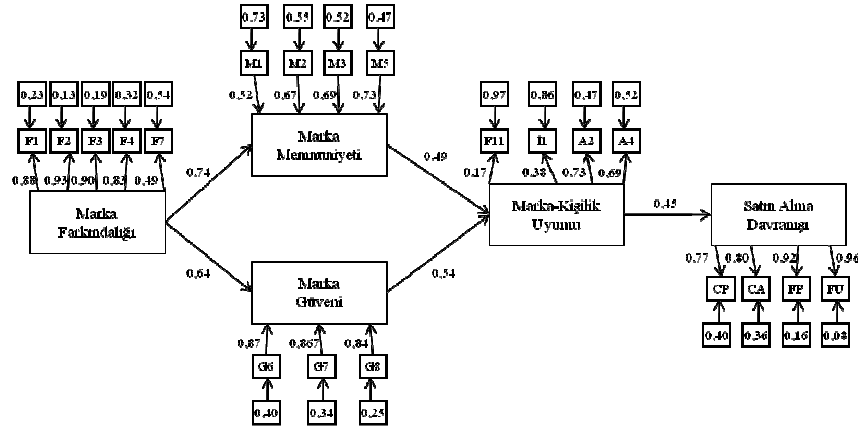 0,73 0,55 0,52 0,47
M1 M2 M3 M5
0,52 0,67 0,69 0,73
0,23 0,13 0,19 0,32 0,54
F1 F2 F3 F4 F7
0,88 0,93 0,90 0,83 0,49
Marka
Farkındalığı
Marka
Memnuniyeti
0,74
0,64
Marka
Güveni
0,87 0,867 0,84
G6 G7 G8
0,40 0,34 0,25
0,49
0,54
0,97 0,86 0,47 0,52
F11 İ1 A2 A4
0,17 0,38 0,73 0,69
Marka-Kişilik
Uyumu
0,45
Satın Alma
Davranışı
0,77 0,80 0,92 0,96
CP CA FF FU
0,40 0,36 0,16 0,08